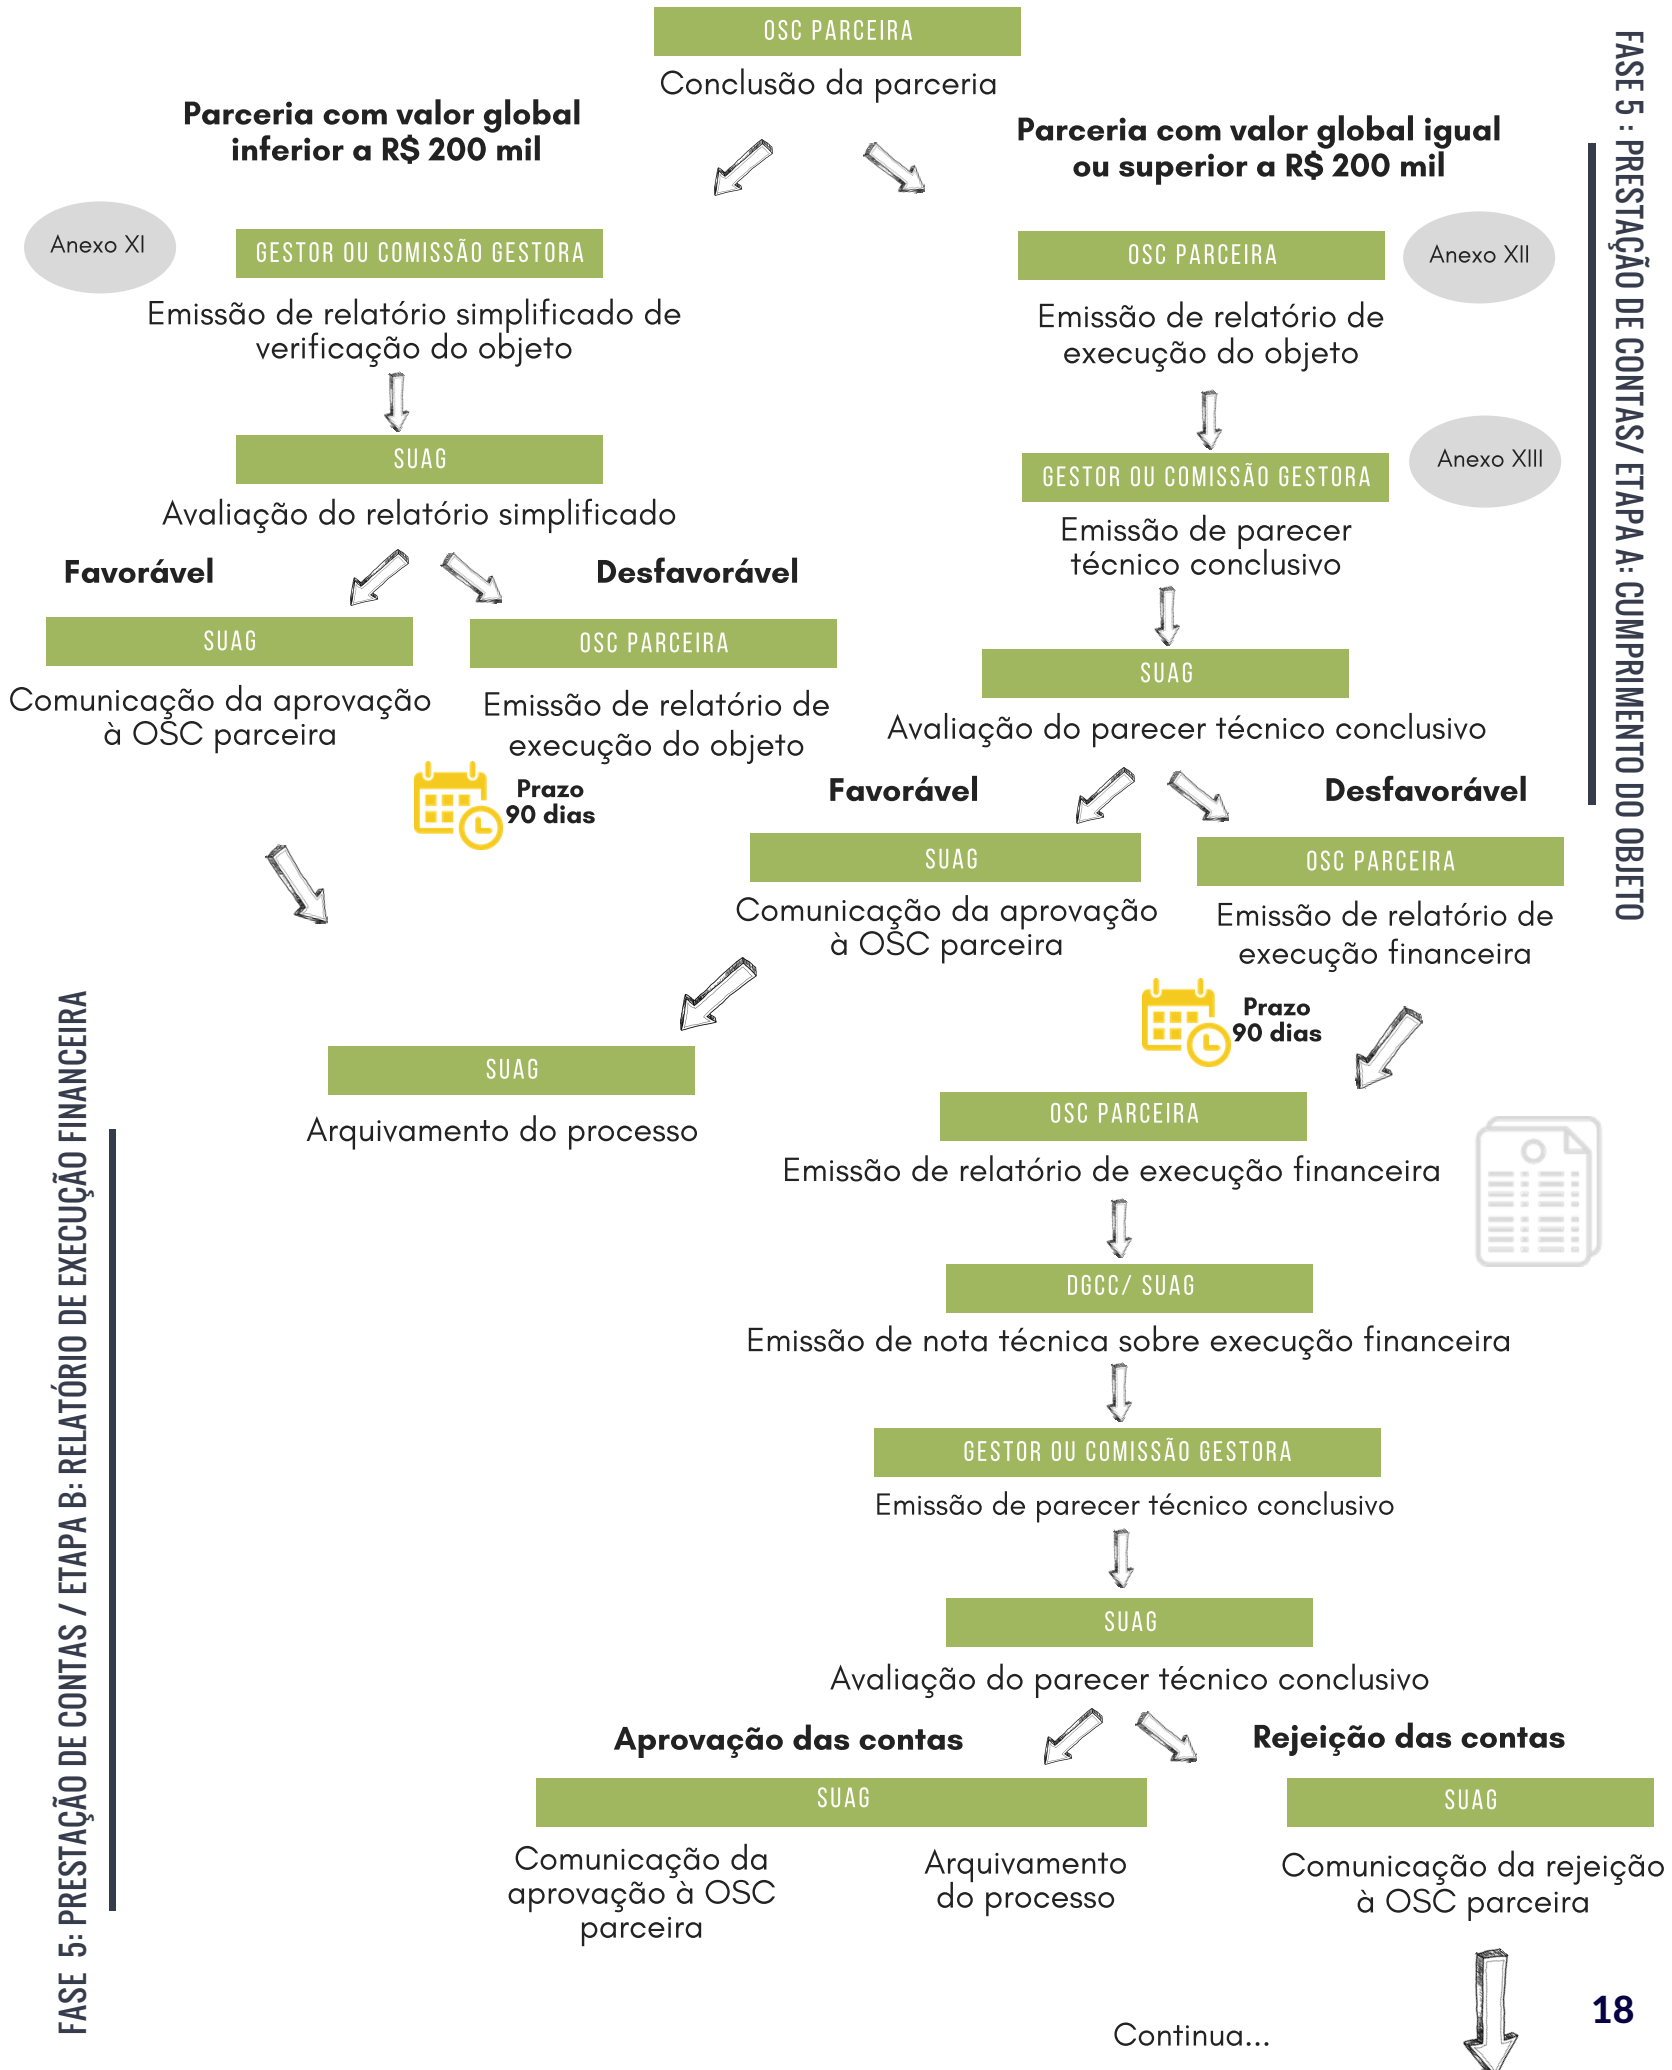 OSC PARCEIRA
Conclusão da parceria
Parceria com valor global
inferior a R$ 200 mil
Parceria com valor global igual
ou superior a R$ 200 mil
FASE 5 : PRESTAÇÃO DE CONTAS/ ETAPA A: CUMPRIMENTO DO OBJETO
Anexo XI
GESTOR OU COMISSÃO GESTORA
Emissão de relatório simplificado de
verificação do objeto
SUAG
Avaliação do relatório simplificado
Favorável
Desfavorável
SUAG
Comunicação da aprovação
à OSC parceira
OSC PARCEIRA
Emissão de relatório de
execução do objeto
Prazo
90 dias
OSC PARCEIRA
Anexo XII
Emissão de relatório de
execução do objeto
GESTOR OU COMISSÃO GESTORA
Anexo XIII
Emissão de parecer
técnico conclusivo
SUAG
Avaliação do parecer técnico conclusivo
Favorável
Desfavorável
SUAG
Comunicação da aprovação
à OSC parceira
OSC PARCEIRA
Emissão de relatório de
execução financeira
Prazo
90 dias
FASE 5: PRESTAÇÃO DE CONTAS / ETAPA B: RELATÓRIO DE EXECUÇÃO FINANCEIRA
SUAG
Arquivamento do processo
OSC PARCEIRA
Emissão de relatório de execução financeira
DGCC/ SUAG
Emissão de nota técnica sobre execução financeira
GESTOR OU COMISSÃO GESTORA
Emissão de parecer técnico conclusivo
SUAG
Avaliação do parecer técnico conclusivo
Aprovação das contas
Rejeição das contas
SUAG
Comunicação da
aprovação à OSC
parceira
Arquivamento
do processo
SUAG
Comunicação da rejeição
à OSC parceira
Continua...
18